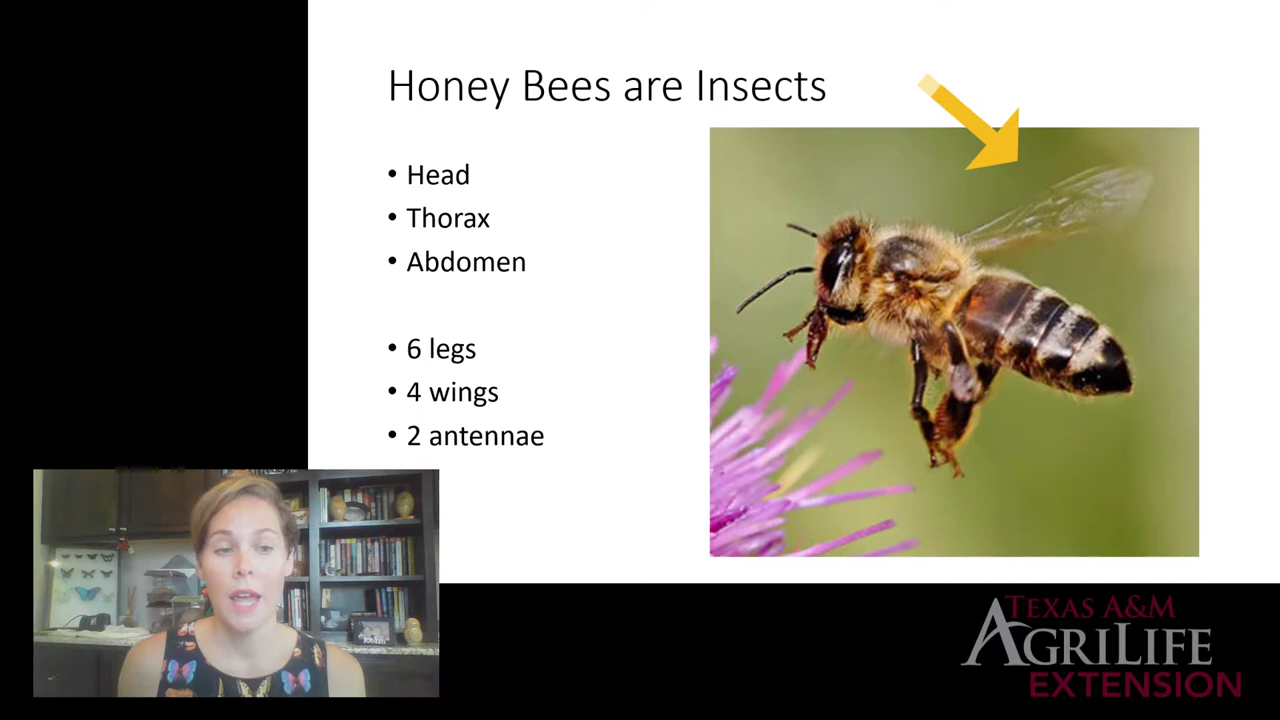 Honey Bees are Insects
• Head
• Thorax
• Abdomen
• 6 legs
• 4 wings
• 2 antennae
TEXAS A&M
AGRILIFE
EXTENSION